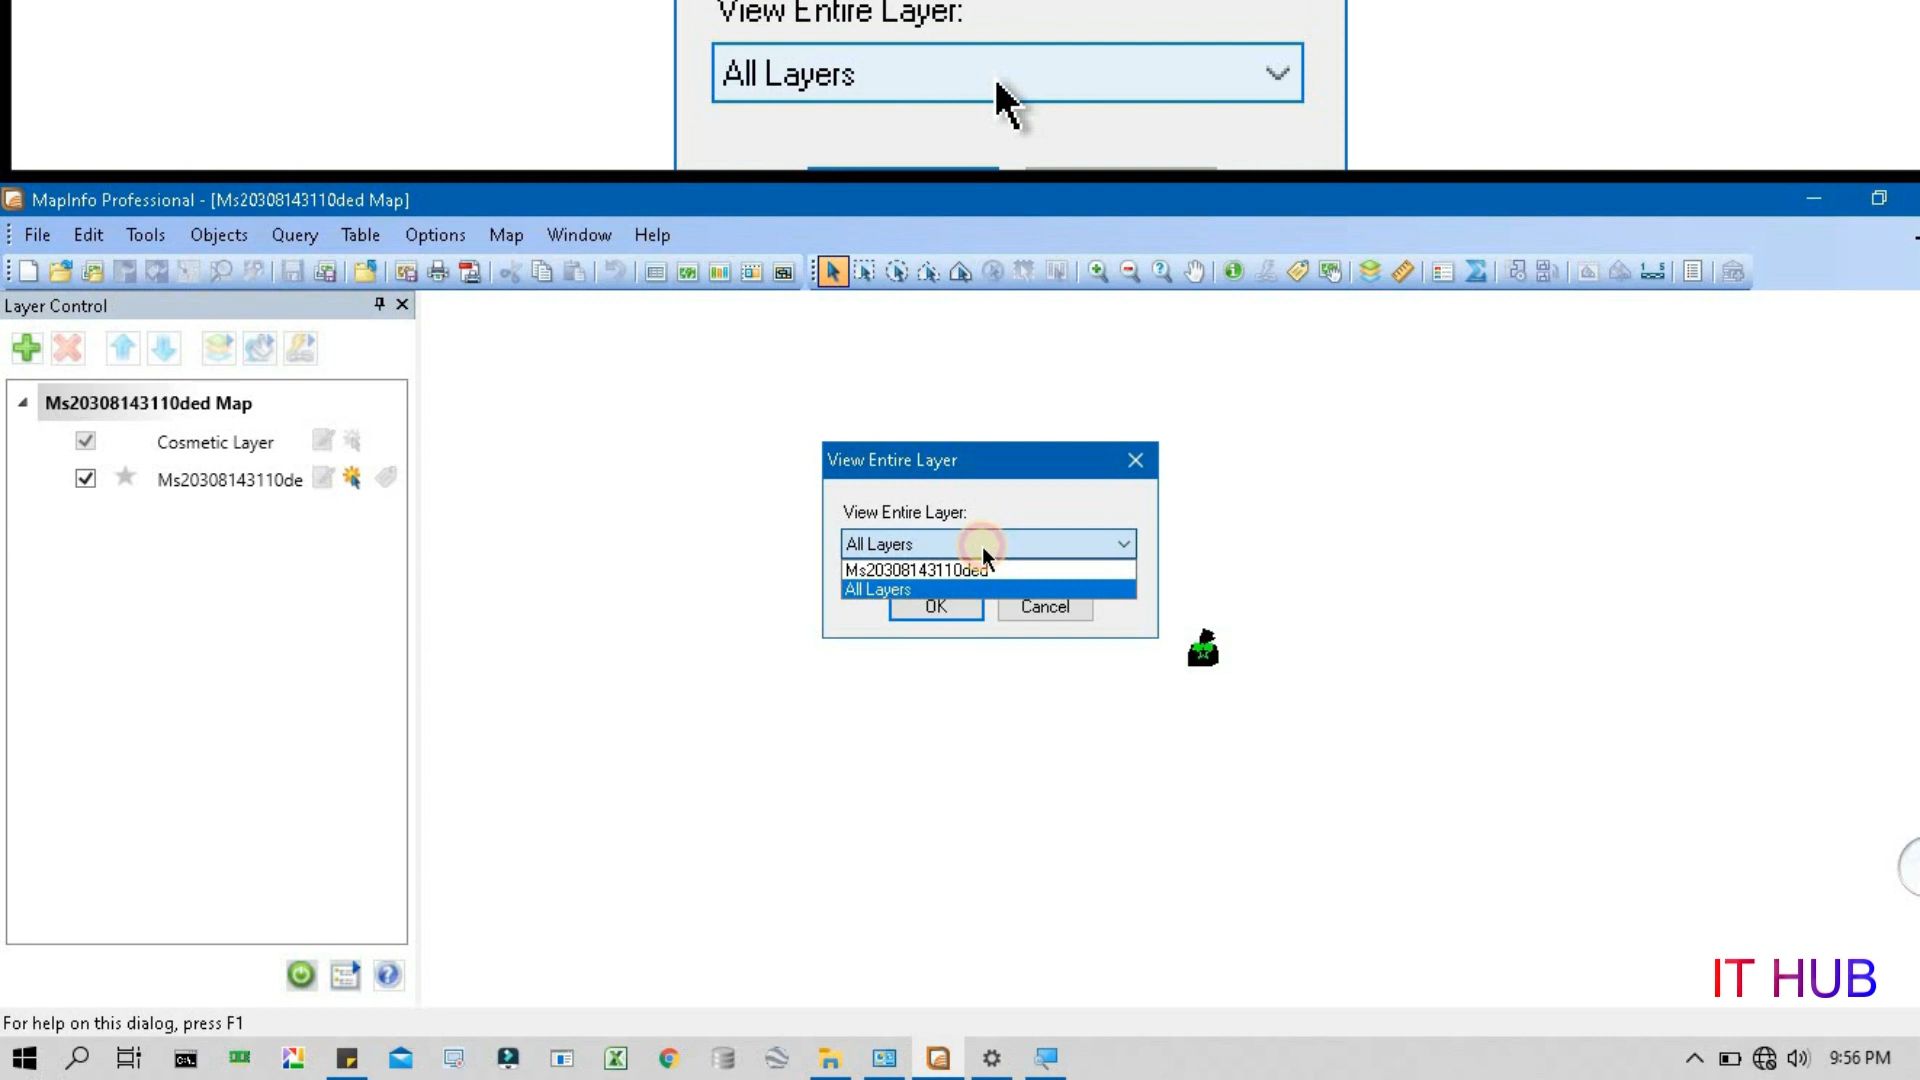 View Entire Layer:
All Layers
MapInfo Professional - [Ms20308143110ded Map]
File Edit Tools Objects Query Table Options Map Window Help
Layer Control
Ms20308143110ded Map
Cosmetic Layer
Ms20308143110de
View Entire Layer
View Entire Layer:
All Layers
Ms20308143110ded
All Layers
OK Cancel
IT HUB
For help on this dialog, press F1
9:56 PM